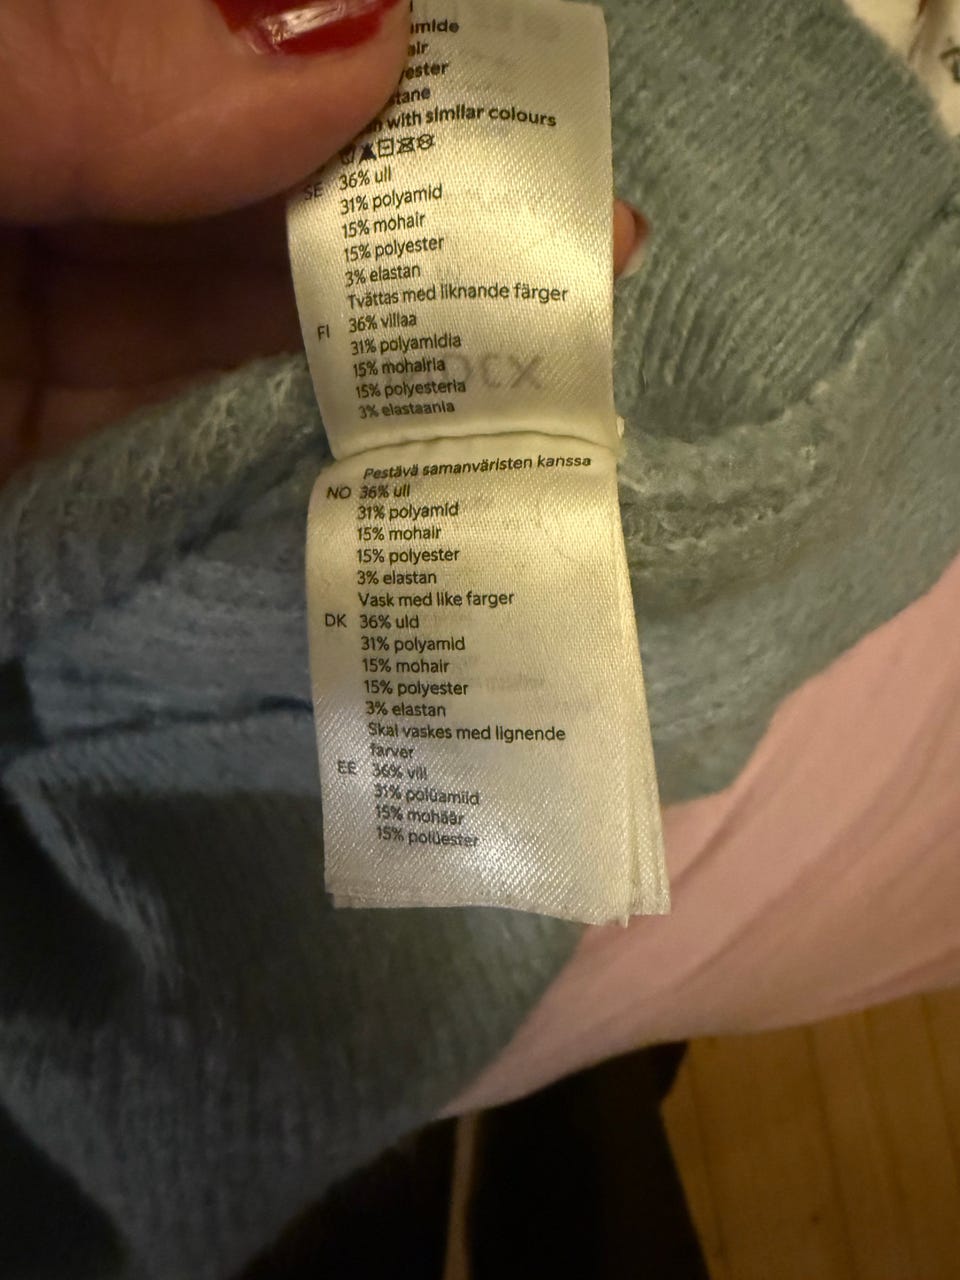 with similar colours
SE 36% ull
31% polyamid
15% mohair
15% polyester
3% elastan
Tvättas med liknande färger
FI 36% villaa
31% polyamidia
15% mohairia
15% polyesteria
3% elastaania
Pestävä samanväristen kanssa
NO 36% ull
31% polyamid
15% mohair
15% polyester
3% elastan
Vask med like farger
DK 36% uld
31% polyamid
15% mohair
15% polyester
3% elastan
Skal vaskes med lignende
farver
EE 36% vill
31% polüamiid
15% mohäär
15% polüester